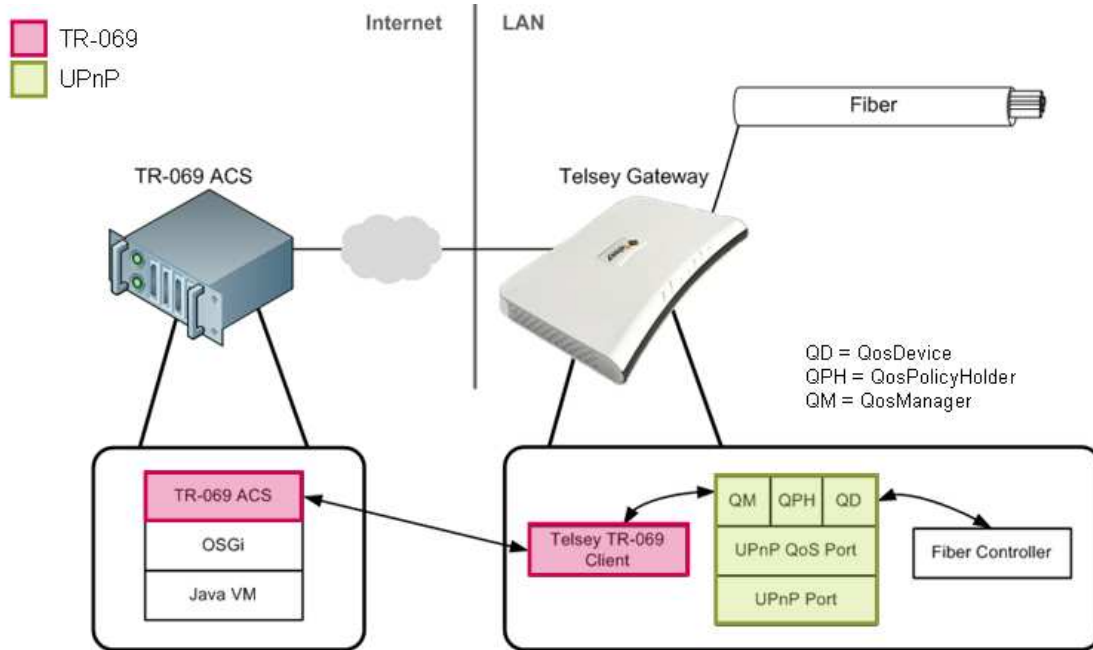 Internet
LAN
TR-069
UPnP
Fiber
TR-069 ACS
Telsey Gateway
QD = QosDevice
QPH = QosPolicyHolder
QM = QosManager
TR-069 ACS
OSGi
Java VM
Telsey TR-069
Client
QM
QPH
QD
UPnP QoS Port
UPnP Port
Fiber Controller